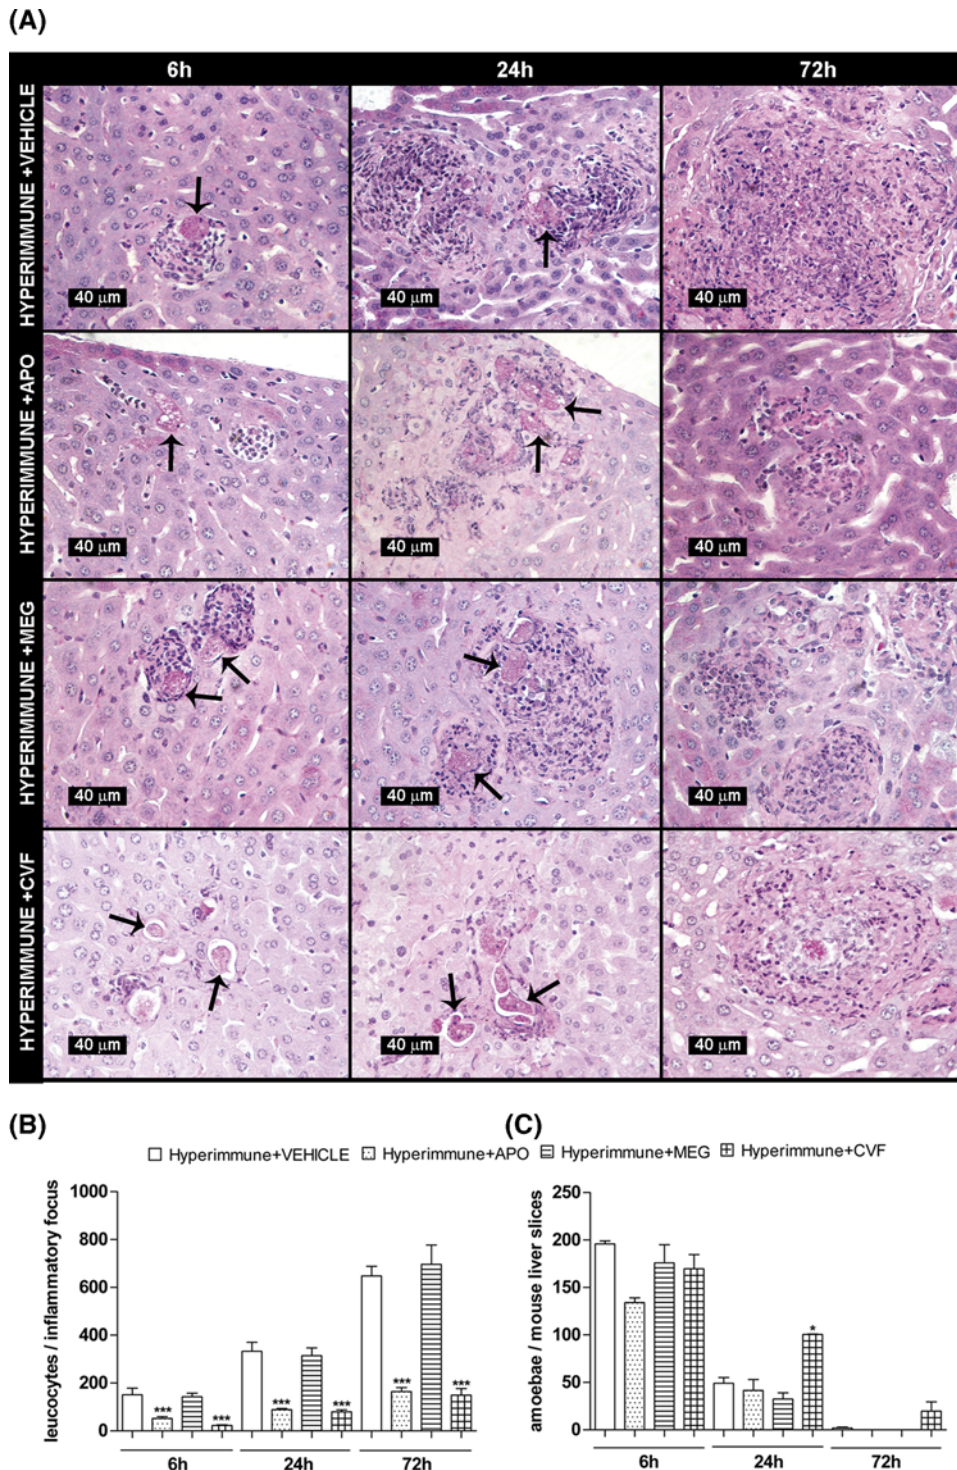 (A)
6h 24h 72h
HYPERIMMUNE +VEHICLE
40 µm 40 µm 40 µm
HYPERIMMUNE +APO
40 µm 40 µm 40 µm
HYPERIMMUNE +MEG
40 µm 40 µm 40 µm
HYPERIMMUNE +CVF
40 µm 40 µm 40 µm
(B) (C)
Hyperimmune+VEHICLE Hyperimmune+APO Hyperimmune+MEG Hyperimmune+CVF
leucocytes / inflammatory focus
1000
800
600
400
200
0
*** *** *** *** *** ***
6h 24h 72h
amoebae / mouse liver slices
250
200
150
100
50
0
*
6h 24h 72h